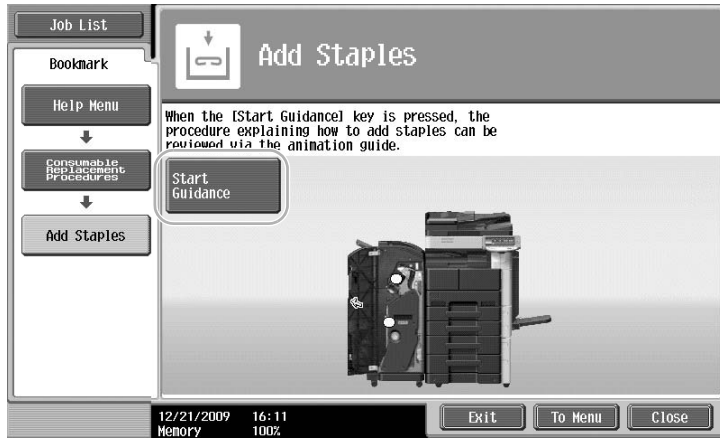 Job List
Bookmark
Help Menu
Consumable
Replacement
Procedures
Add Staples
Add Staples
When the [Start Guidance] key is pressed, the
procedure explaining how to add staples can be
reviewed via the animation guide.
Start
Guidance
12/21/2009 16:11
Memory 100%
Exit
To Menu
Close